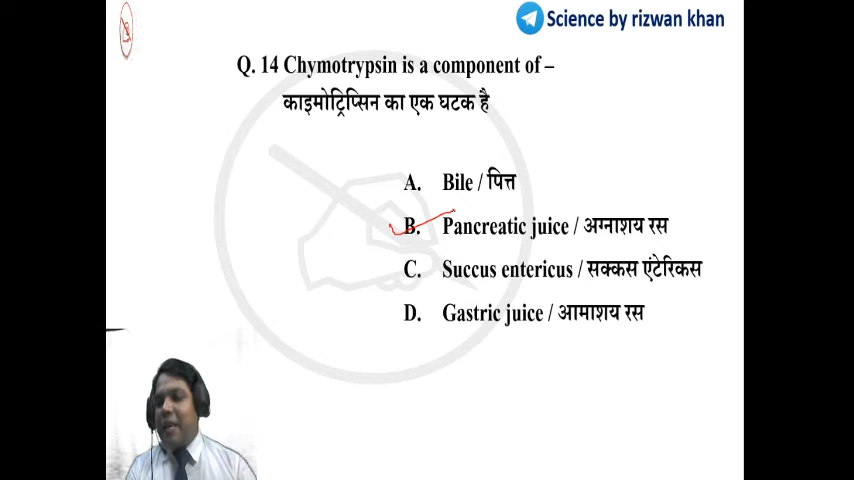 Science by rizwan khan
Q. 14 Chymotrypsin is a component of –
काइमोट्रिप्सिन का एक घटक है
A. Bile / पित्त
B. Pancreatic juice / अग्नाशय रस
C. Succus entericus / सक्कस एंटेरिकस
D. Gastric juice / आमाशय रस